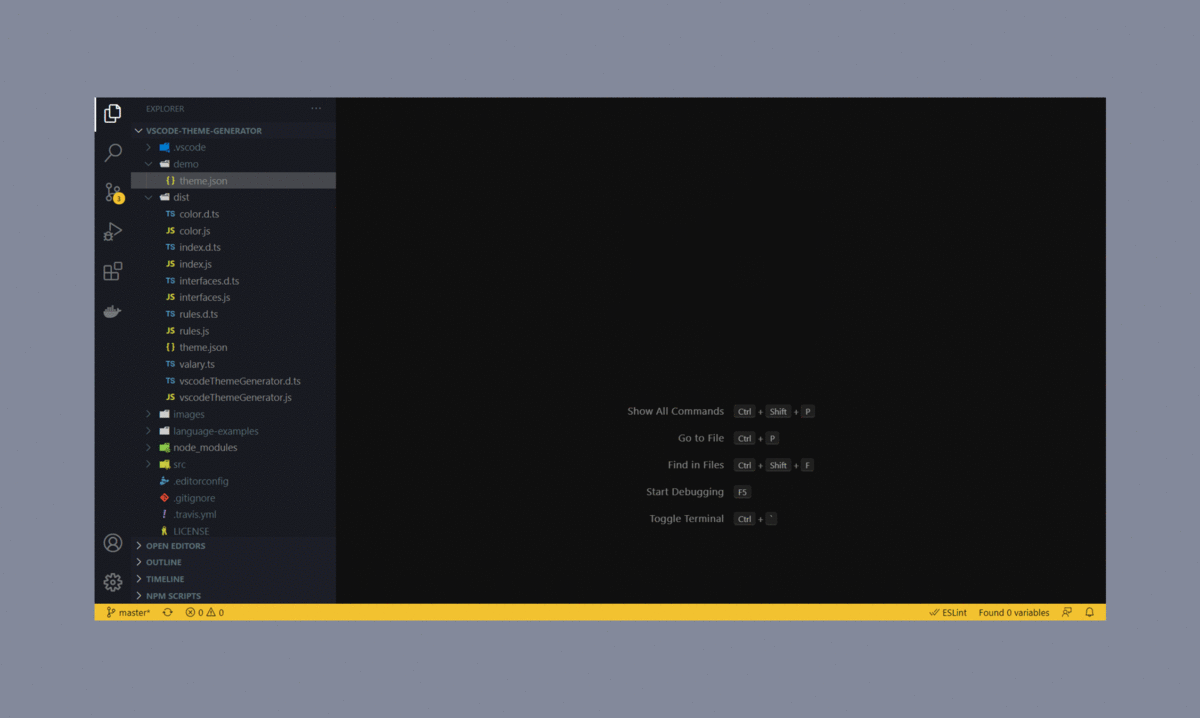 EXPLORER
VSCODE-THEME-GENERATOR
.vscode
demo
{} theme.json
dist
TS color.d.ts
JS color.js
TS index.d.ts
JS index.js
TS interfaces.d.ts
JS interfaces.js
TS rules.d.ts
JS rules.js
{} theme.json
TS valary.ts
TS vscodeThemeGenerator.d.ts
JS vscodeThemeGenerator.js
images
language-examples
node_modules
src
.editorconfig
.gitignore
! .travis.yml
LICENSE
OPEN EDITORS
OUTLINE
TIMELINE
NPM SCRIPTS
3
Show All Commands Ctrl + Shift + P
Go to File Ctrl + P
Find in Files Ctrl + Shift + F
Start Debugging F5
Toggle Terminal Ctrl + `
master* 0 0 ESLint Found 0 variables